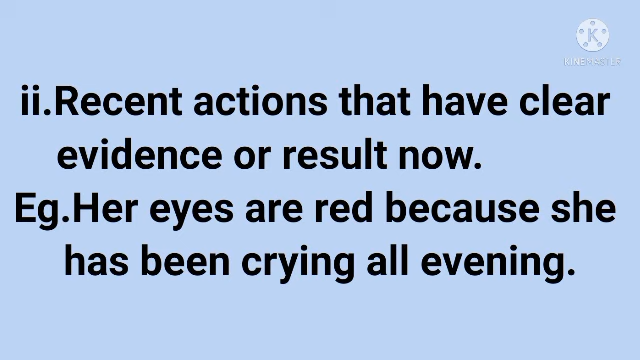 K
KINEMASTER
ii.Recent actions that have clear
evidence or result now.
Eg.Her eyes are red because she
has been crying all evening.